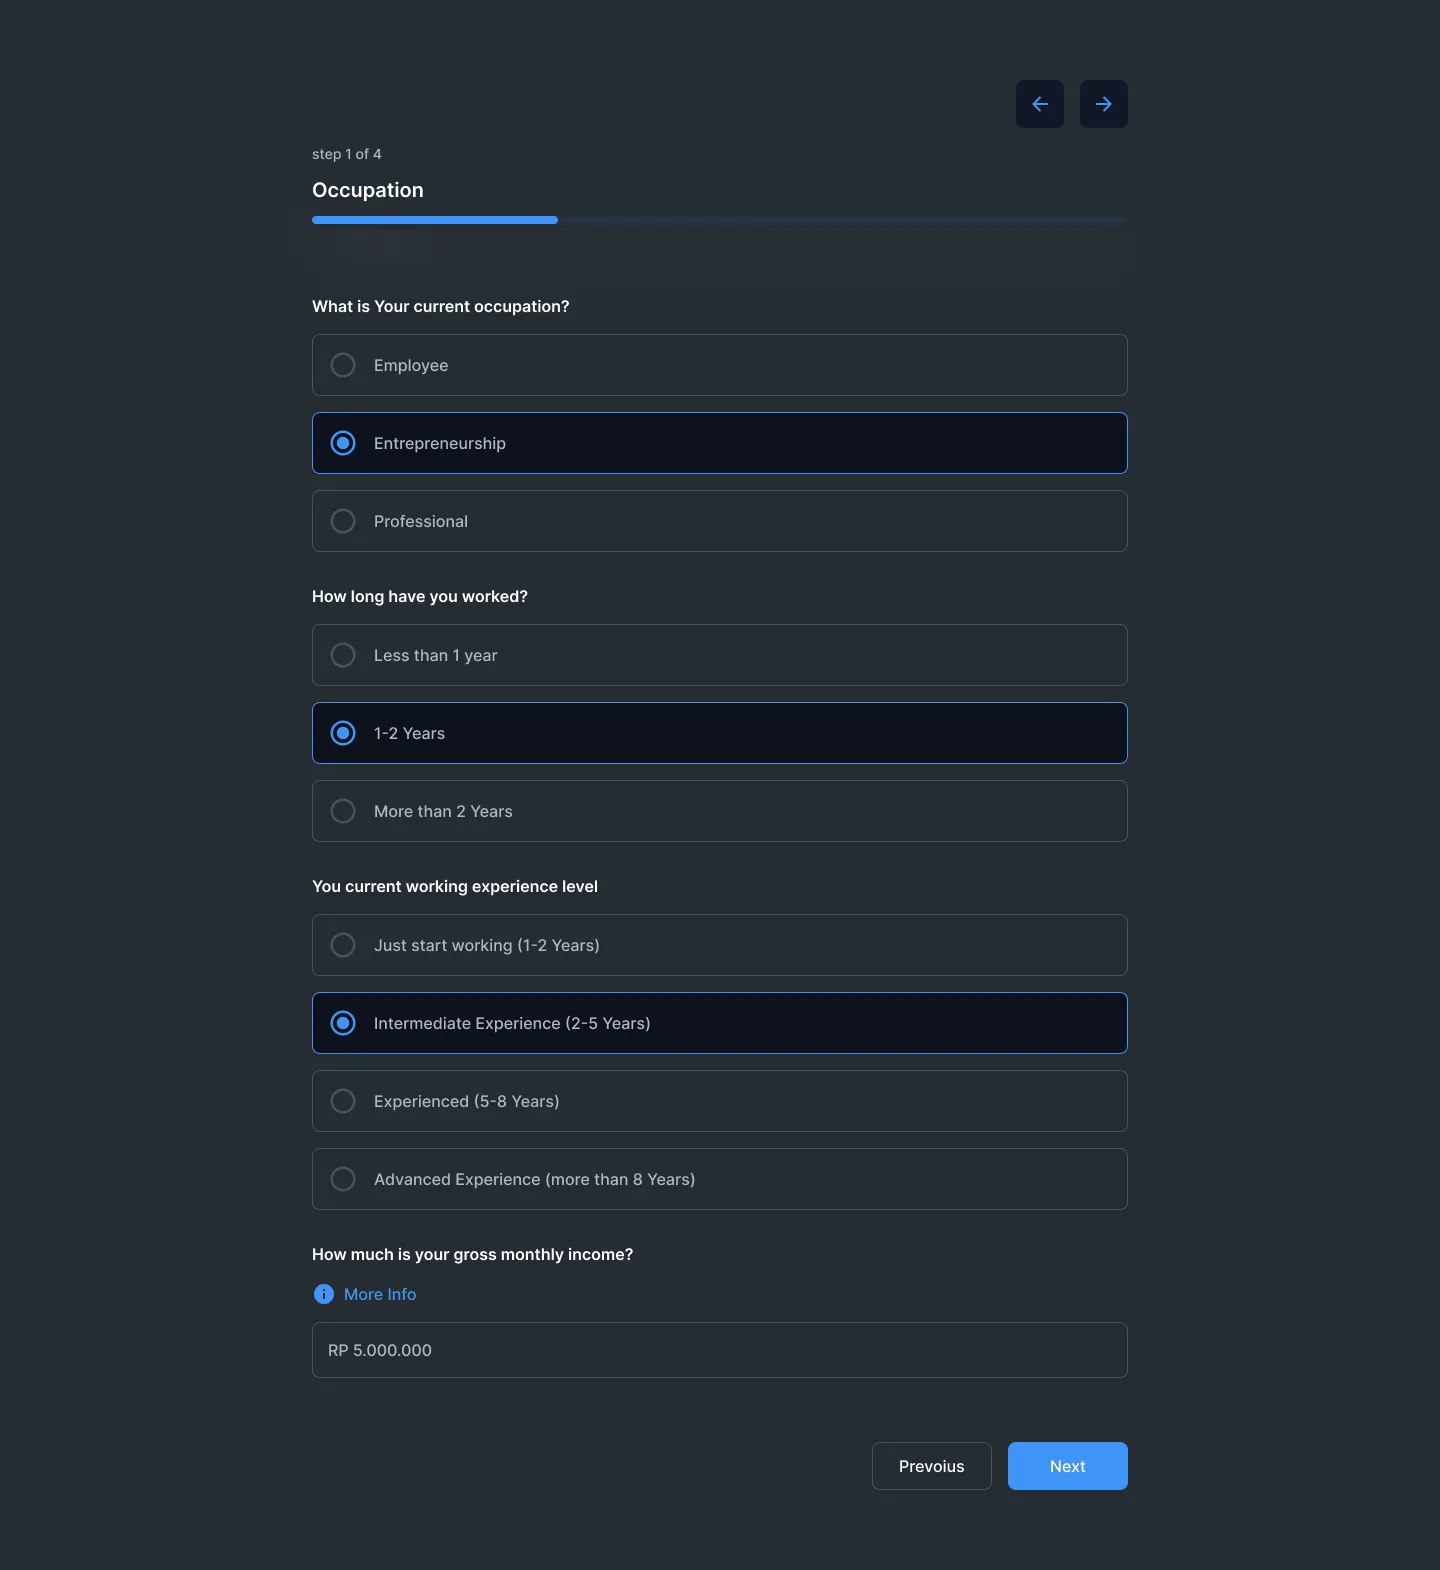 step 1 of 4
Occupation
What is Your current occupation?
Employee
Entrepreneurship
Professional
How long have you worked?
Less than 1 year
1-2 Years
More than 2 Years
You current working experience level
Just start working (1-2 Years)
Intermediate Experience (2-5 Years)
Experienced (5-8 Years)
Advanced Experience (more than 8 Years)
How much is your gross monthly income?
More Info
RP 5.000.000
Prevoius
Next